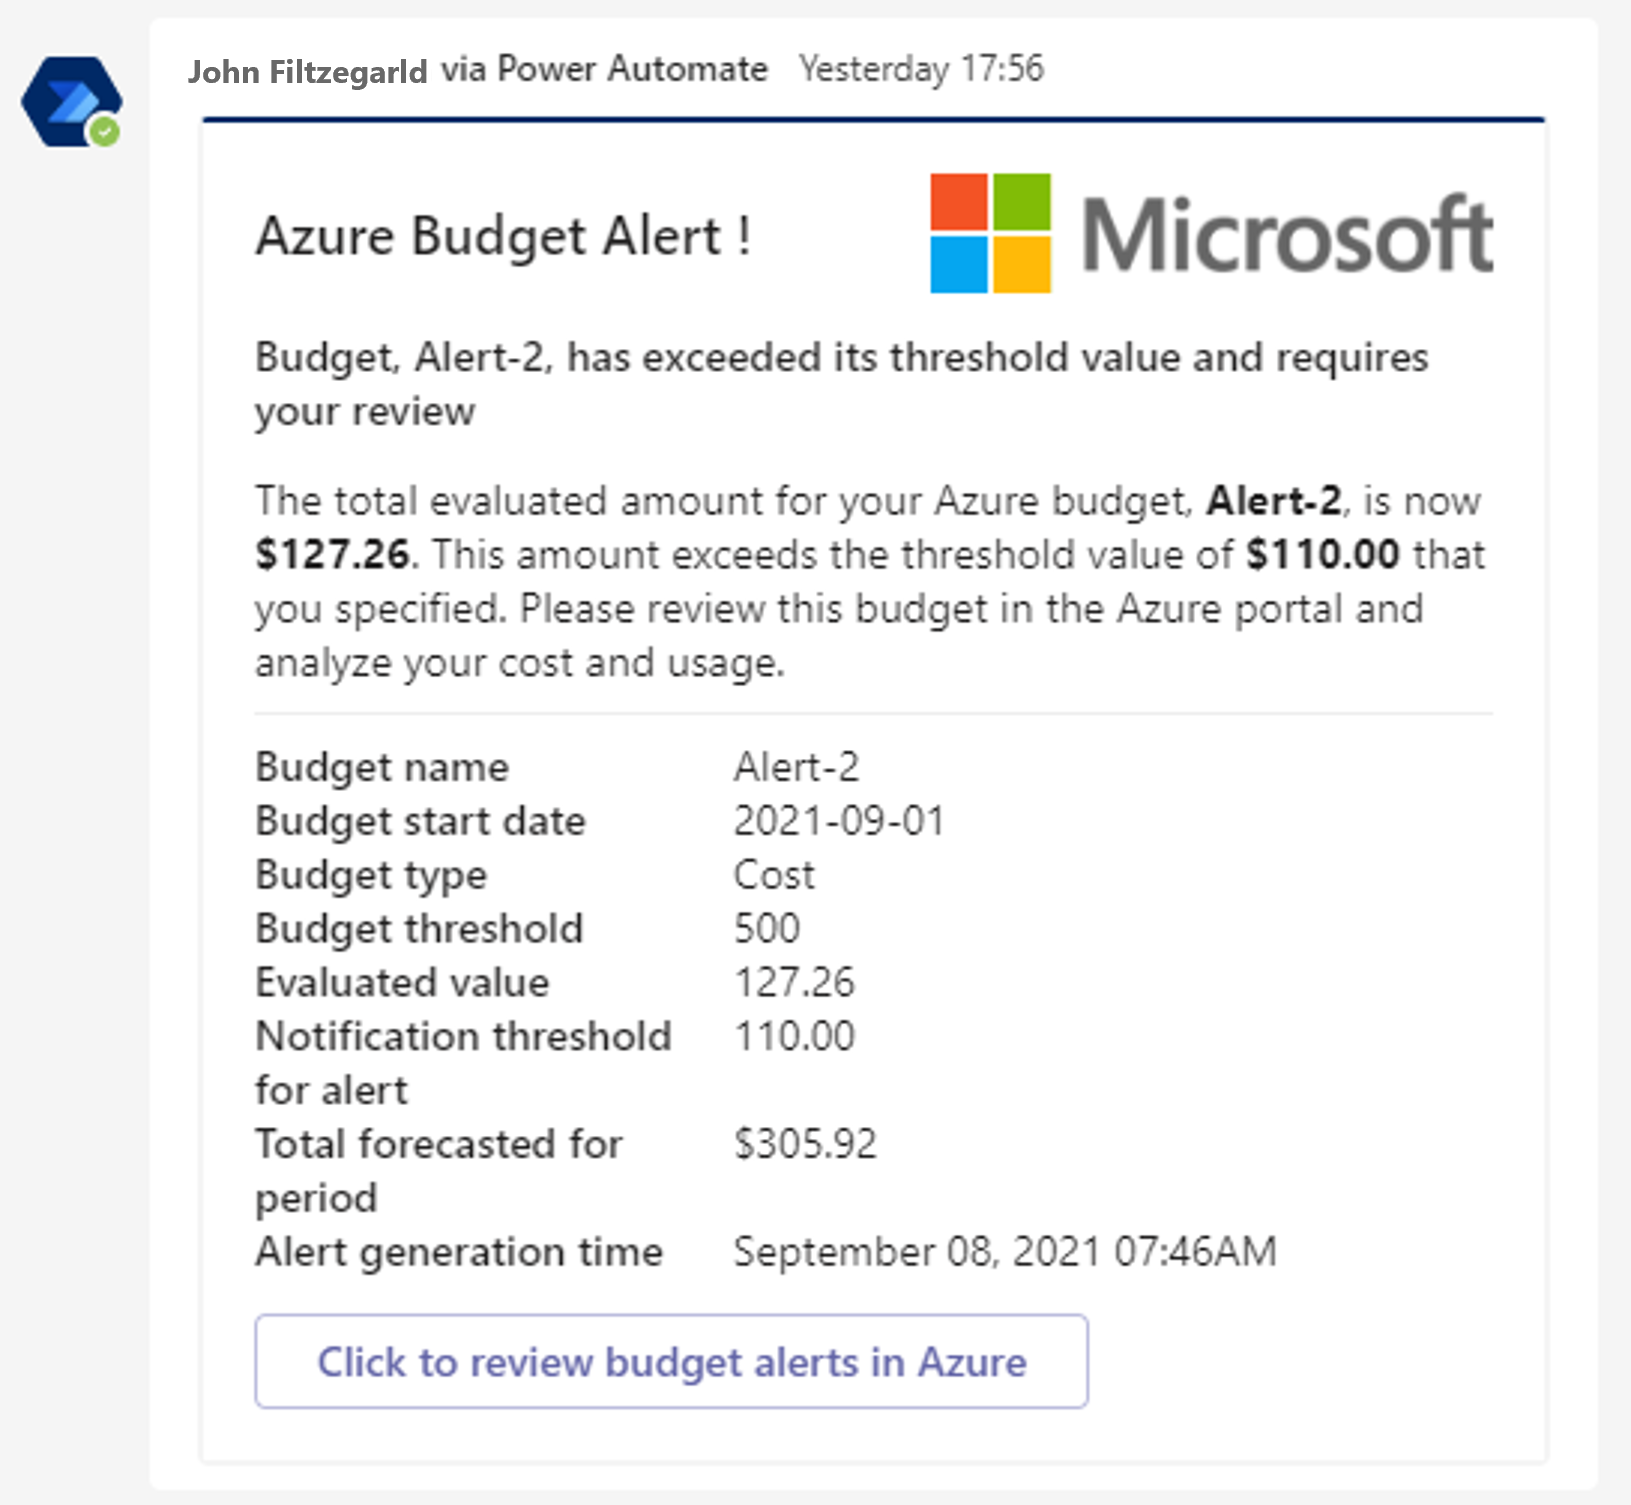 John Filtzegarld via Power Automate Yesterday 17:56
Azure Budget Alert !
Microsoft
Budget, Alert-2, has exceeded its threshold value and requires
your review
The total evaluated amount for your Azure budget, Alert-2, is now
$127.26. This amount exceeds the threshold value of $110.00 that
you specified. Please review this budget in the Azure portal and
analyze your cost and usage.
Budget name Alert-2
Budget start date 2021-09-01
Budget type Cost
Budget threshold 500
Evaluated value 127.26
Notification threshold 110.00
for alert
Total forecasted for $305.92
period
Alert generation time September 08, 2021 07:46AM
Click to review budget alerts in Azure